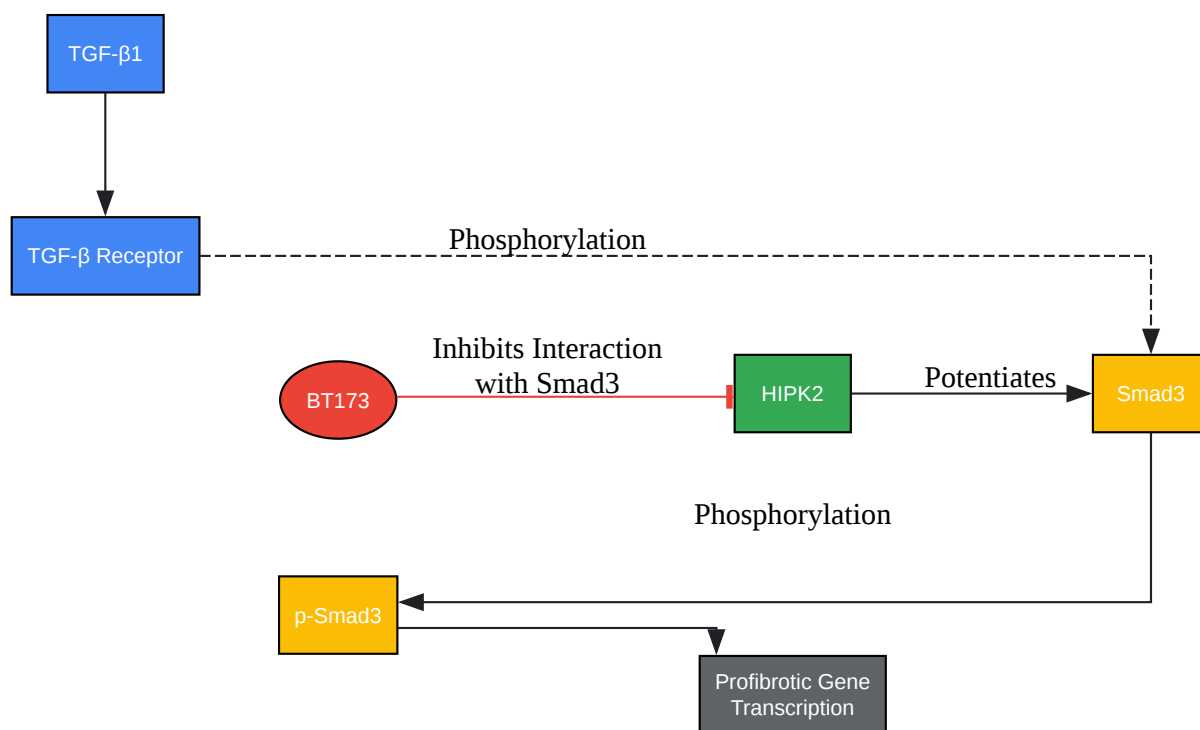 TGF-β1
TGF-β Receptor
Phosphorylation
Inhibits Interaction
with Smad3
BT173
HIPK2
Potentiates
Smad3
Phosphorylation
p-Smad3
Profibrotic Gene
Transcription